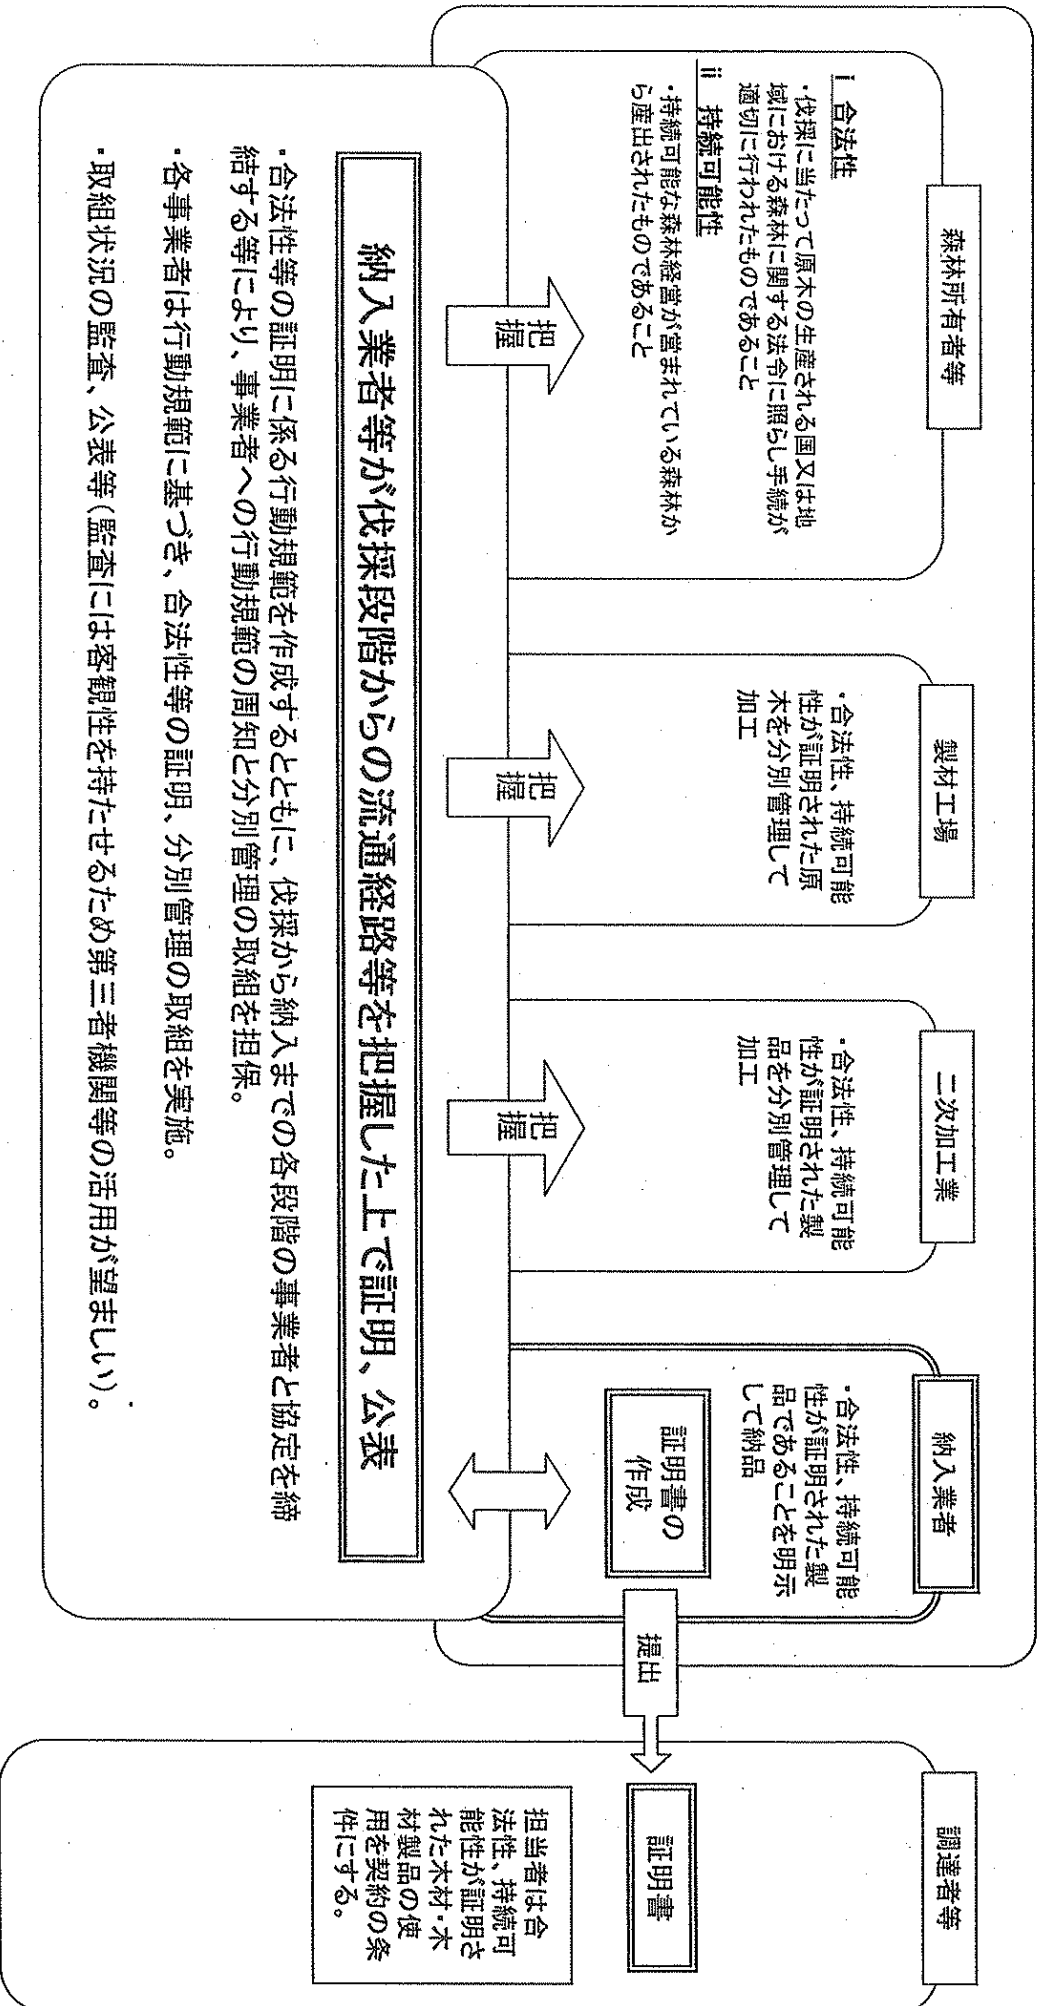 森林所有者等
i 合法性
・伐採に当たって原木の生産される国又は地
域における森林に関する法令に照らし手続が
適切に行われたものであること
ii 持続可能性
・持続可能な森林経営が営まれている森林か
ら産出されたものであること
製材工場
・合法性、持続可能
性が証明された原
木を分別管理して
加工
二次加工業
・合法性、持続可能
性が証明された製
品を分別管理して
加工
納入業者
・合法性、持続可能
性が証明された製
品であることを明示
して納品
証明書の
作成
提出
調達者等
証明書
担当者は合
法性、持続可
能性が証明さ
れた木材・木
材製品の使
用を契約の条
件にする。
把
握
把
握
把
握
納入業者等が伐採段階からの流通経路等を把握した上で証明、公表
・合法性等の証明に係る行動規範を作成するとともに、伐採から納入までの各段階の事業者と協定を締
結する等により、事業者への行動規範の周知と分別管理の取組を担保。
・各事業者は行動規範に基づき、合法性等の証明、分別管理の取組を実施。
・取組状況の監査、公表等（監査には客観性を持たせるため第三者機関等の活用が望ましい）。